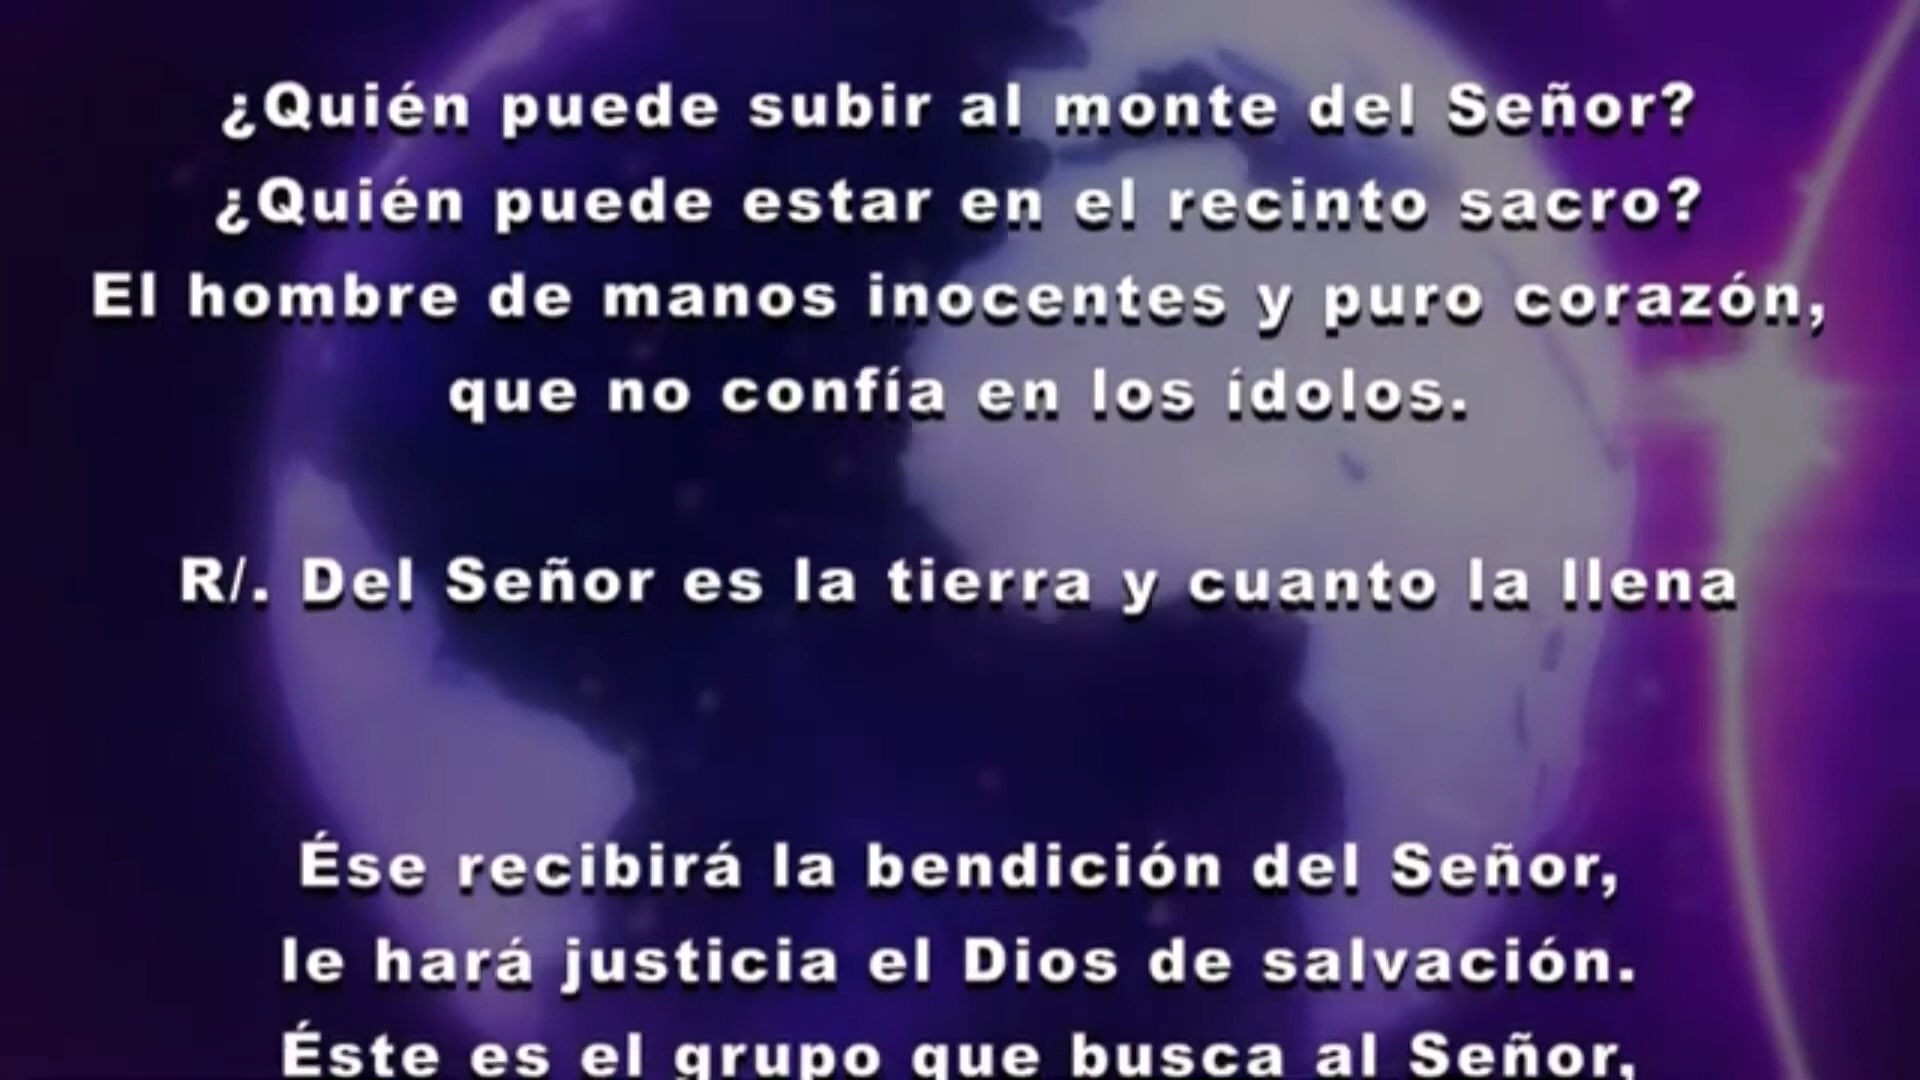 ¿Quién puede subir al monte del Señor?
¿Quién puede estar en el recinto sacro?
El hombre de manos inocentes y puro corazón,
que no confía en los ídolos.
R/. Del Señor es la tierra y cuanto la llena
Ése recibirá la bendición del Señor,
le hará justicia el Dios de salvación.
Éste es el grupo que busca al Señor,